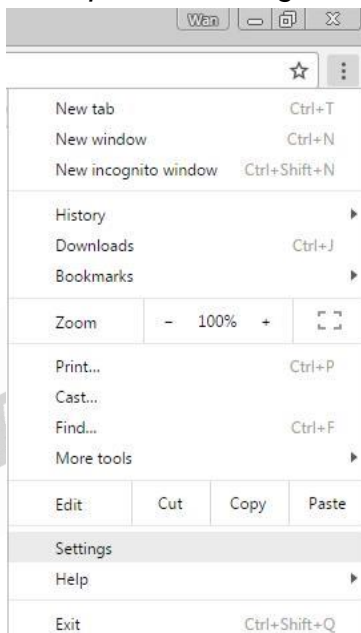 Wan
New tab Ctrl+T
New window Ctrl+N
New incognito window Ctrl+Shift+N
History
Downloads Ctrl+J
Bookmarks
Zoom - 100% +
Print... Ctrl+P
Cast...
Find... Ctrl+F
More tools
Edit Cut Copy Paste
Settings
Help
Exit Ctrl+Shift+Q